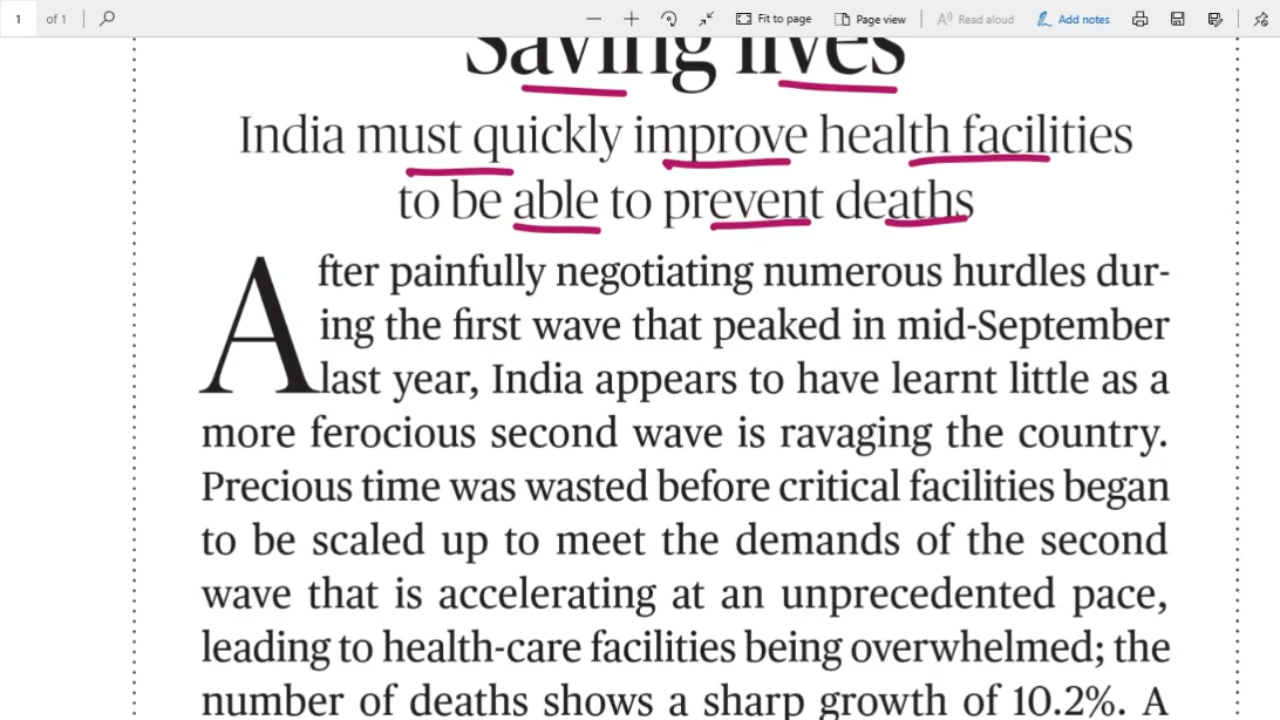 1 of 1 Fit to page Page view Read aloud Add notes
Saving lives
India must quickly improve health facilities
to be able to prevent deaths
After painfully negotiating numerous hurdles dur-
ing the first wave that peaked in mid-September
last year, India appears to have learnt little as a
more ferocious second wave is ravaging the country.
Precious time was wasted before critical facilities began
to be scaled up to meet the demands of the second
wave that is accelerating at an unprecedented pace,
leading to health-care facilities being overwhelmed; the
number of deaths shows a sharp growth of 10.2%. A